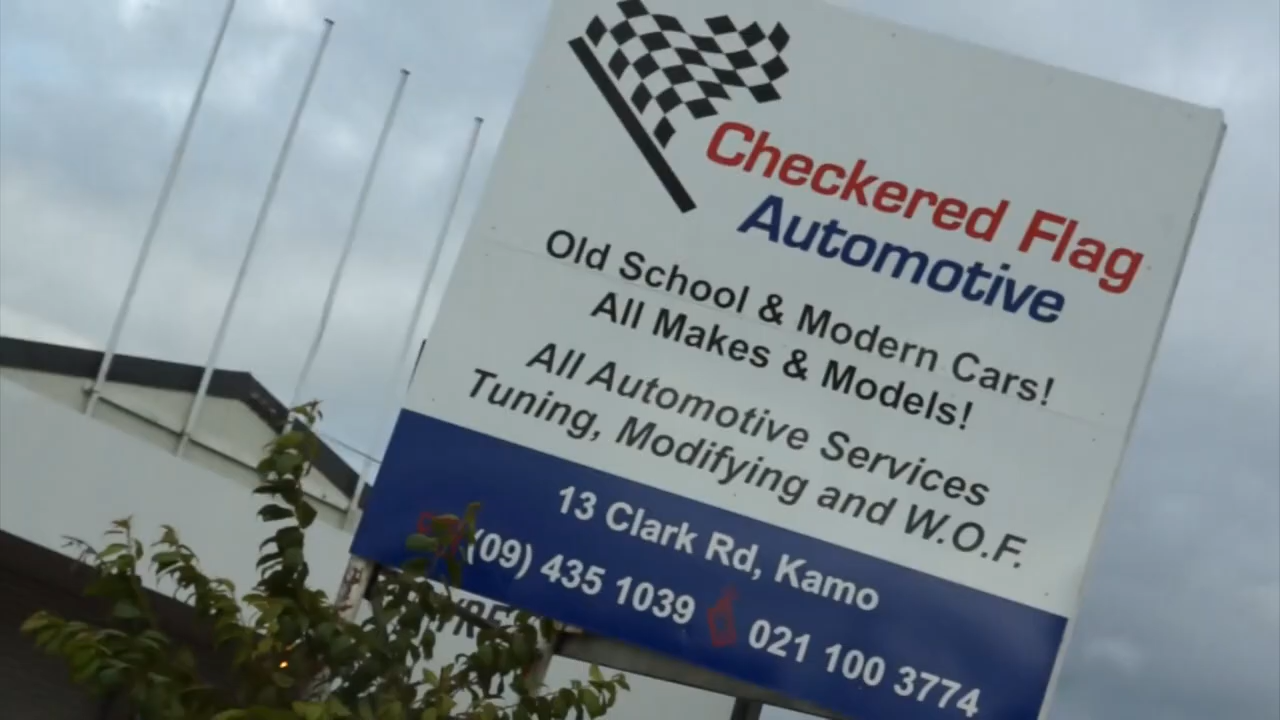 Checkered Flag
Automotive
Old School & Modern Cars!
All Makes & Models!
All Automotive Services
Tuning, Modifying and W.O.F.
13 Clark Rd, Kamo
(09) 435 1039 021 100 3774